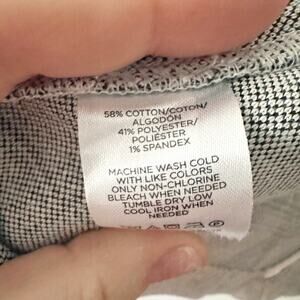 58% COTTON/COTON/
ALGODÓN
41% POLYESTER/
POLIÉSTER
1% SPANDEX
MACHINE WASH COLD
WITH LIKE COLORS
ONLY NON-CHLORINE
BLEACH WHEN NEEDED
TUMBLE DRY LOW
COOL IRON WHEN
NEEDED